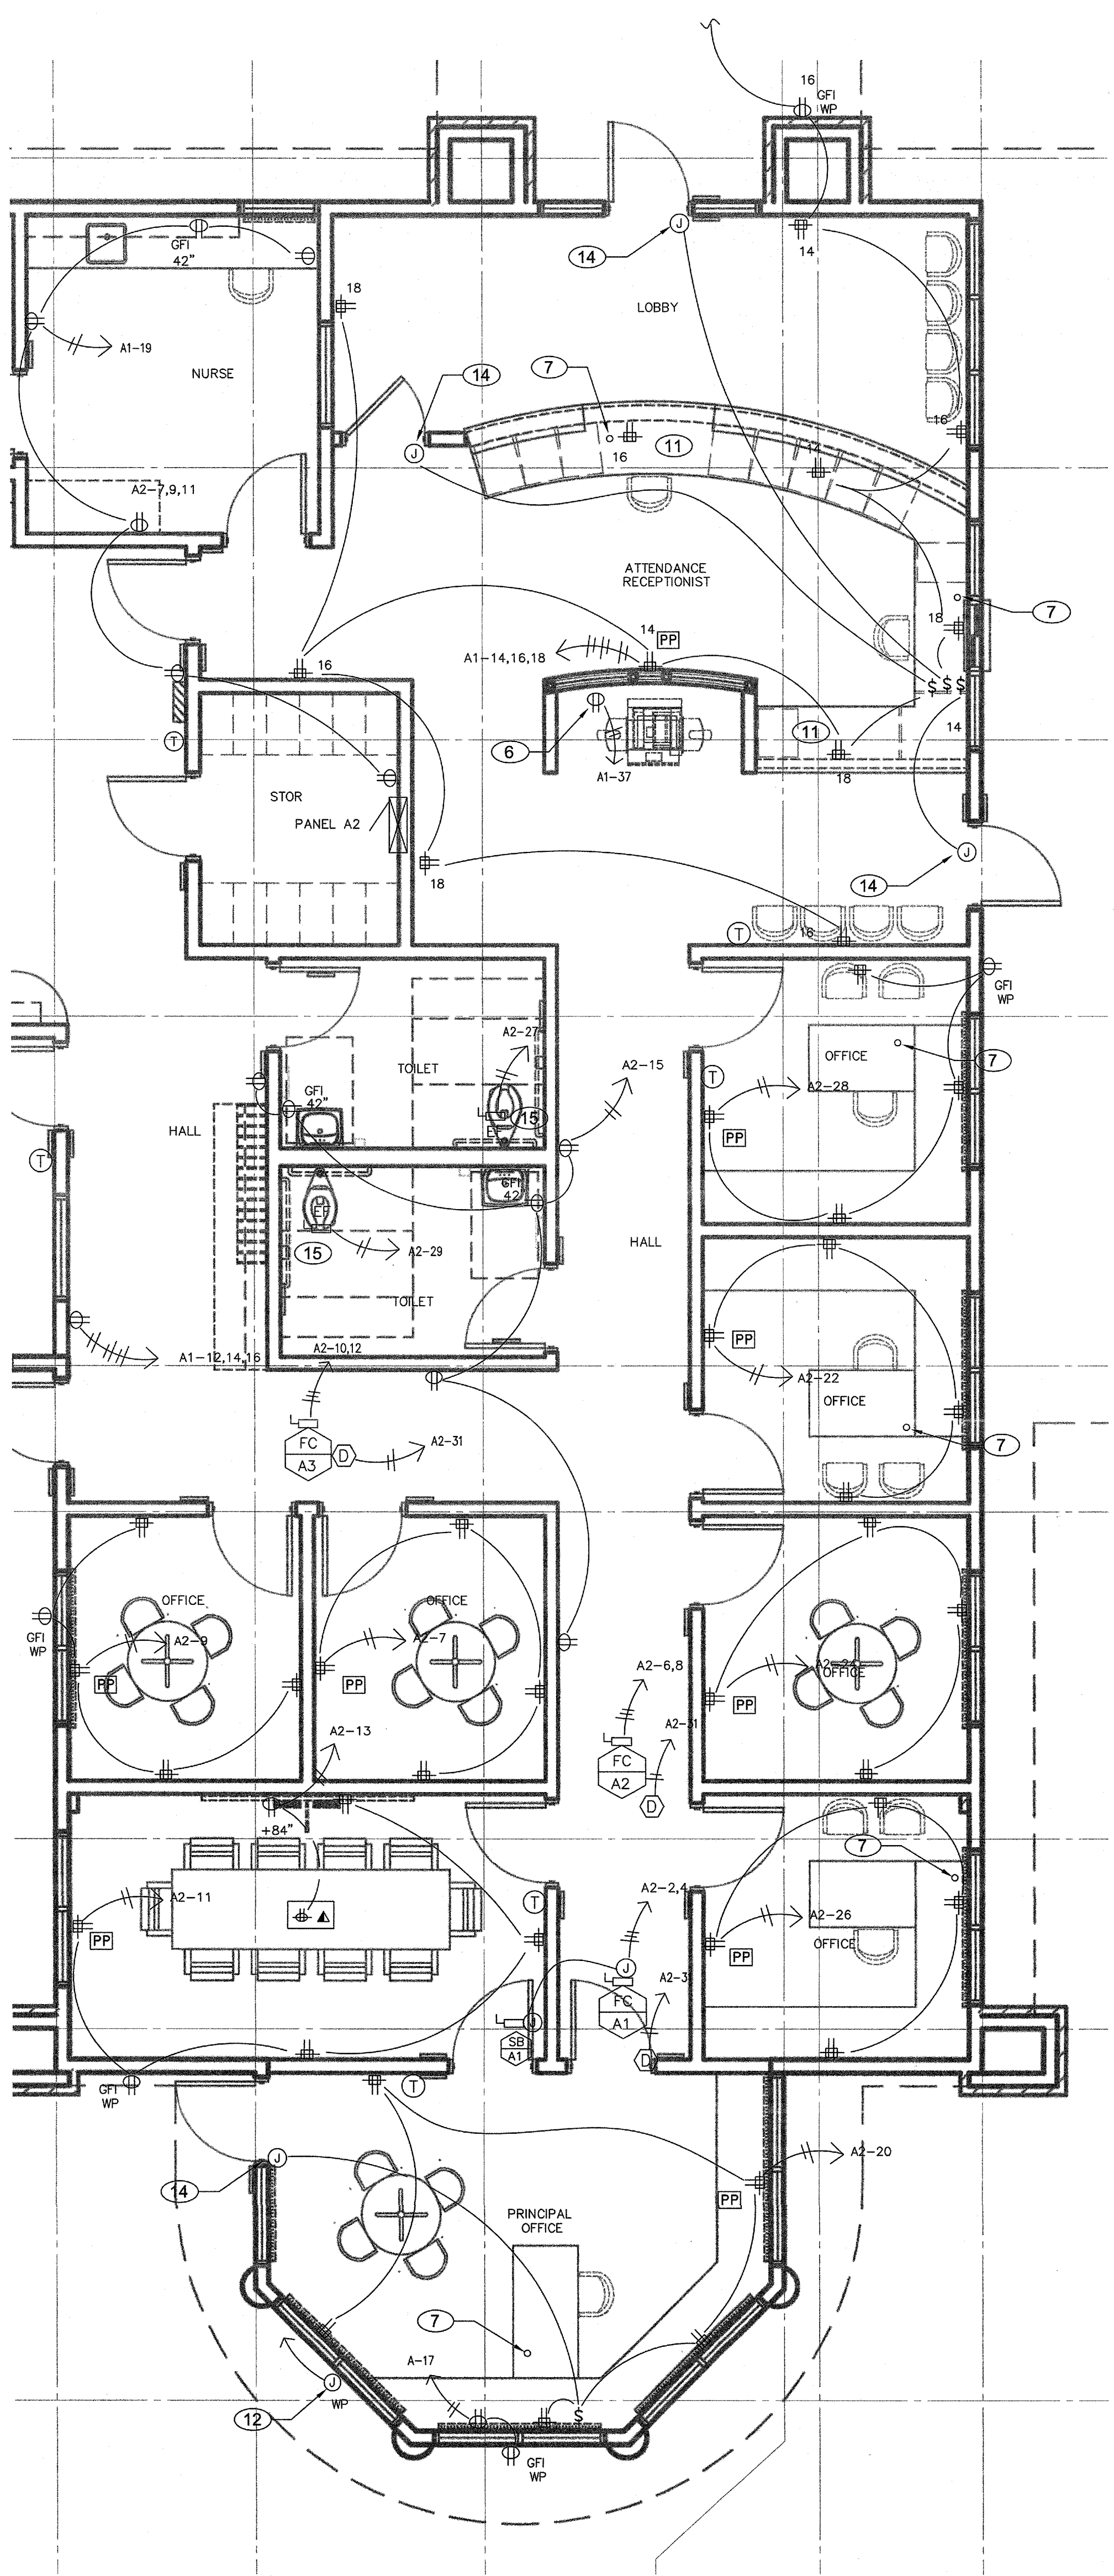 16
GFI
WP
GFI
42"
14
J
14
18
LOBBY
A1-19
NURSE
7
14
16
J
16
11
14
A2-7,9,11
ATTENDANCE
RECEPTIONIST
7
18
14
PP
A1-14,16,18
16
$ $ $
T
6
11
14
A1-37
18
STOR
PANEL A2
J
18
14
T
16
GFI
WP
A2-27
TOILET
OFFICE
7
A2-15
T
A2-28
GFI
42"
15
HALL
PP
T
GFI
42"
EF
15
A2-29
HALL
TOILET
PP
A1-12,14,16
A2-10,12
A2-22
OFFICE
FC
A3
D
A2-31
7
OFFICE
OFFICE
GFI
WP
A2-9
A2-7
PP
PP
A2-6,8
OFFICE
PP
A2-13
A2-31
FC
A2
D
+84"
7
A2-11
PP
T
A2-2,4
A2-26
OFFICE
PP
J
A2-3
FC
A1
J
SB
A1
D
GFI
WP
T
J
14
A2-20
PP
PRINCIPAL
OFFICE
7
A-17
J
WP
12
$
GFI
WP